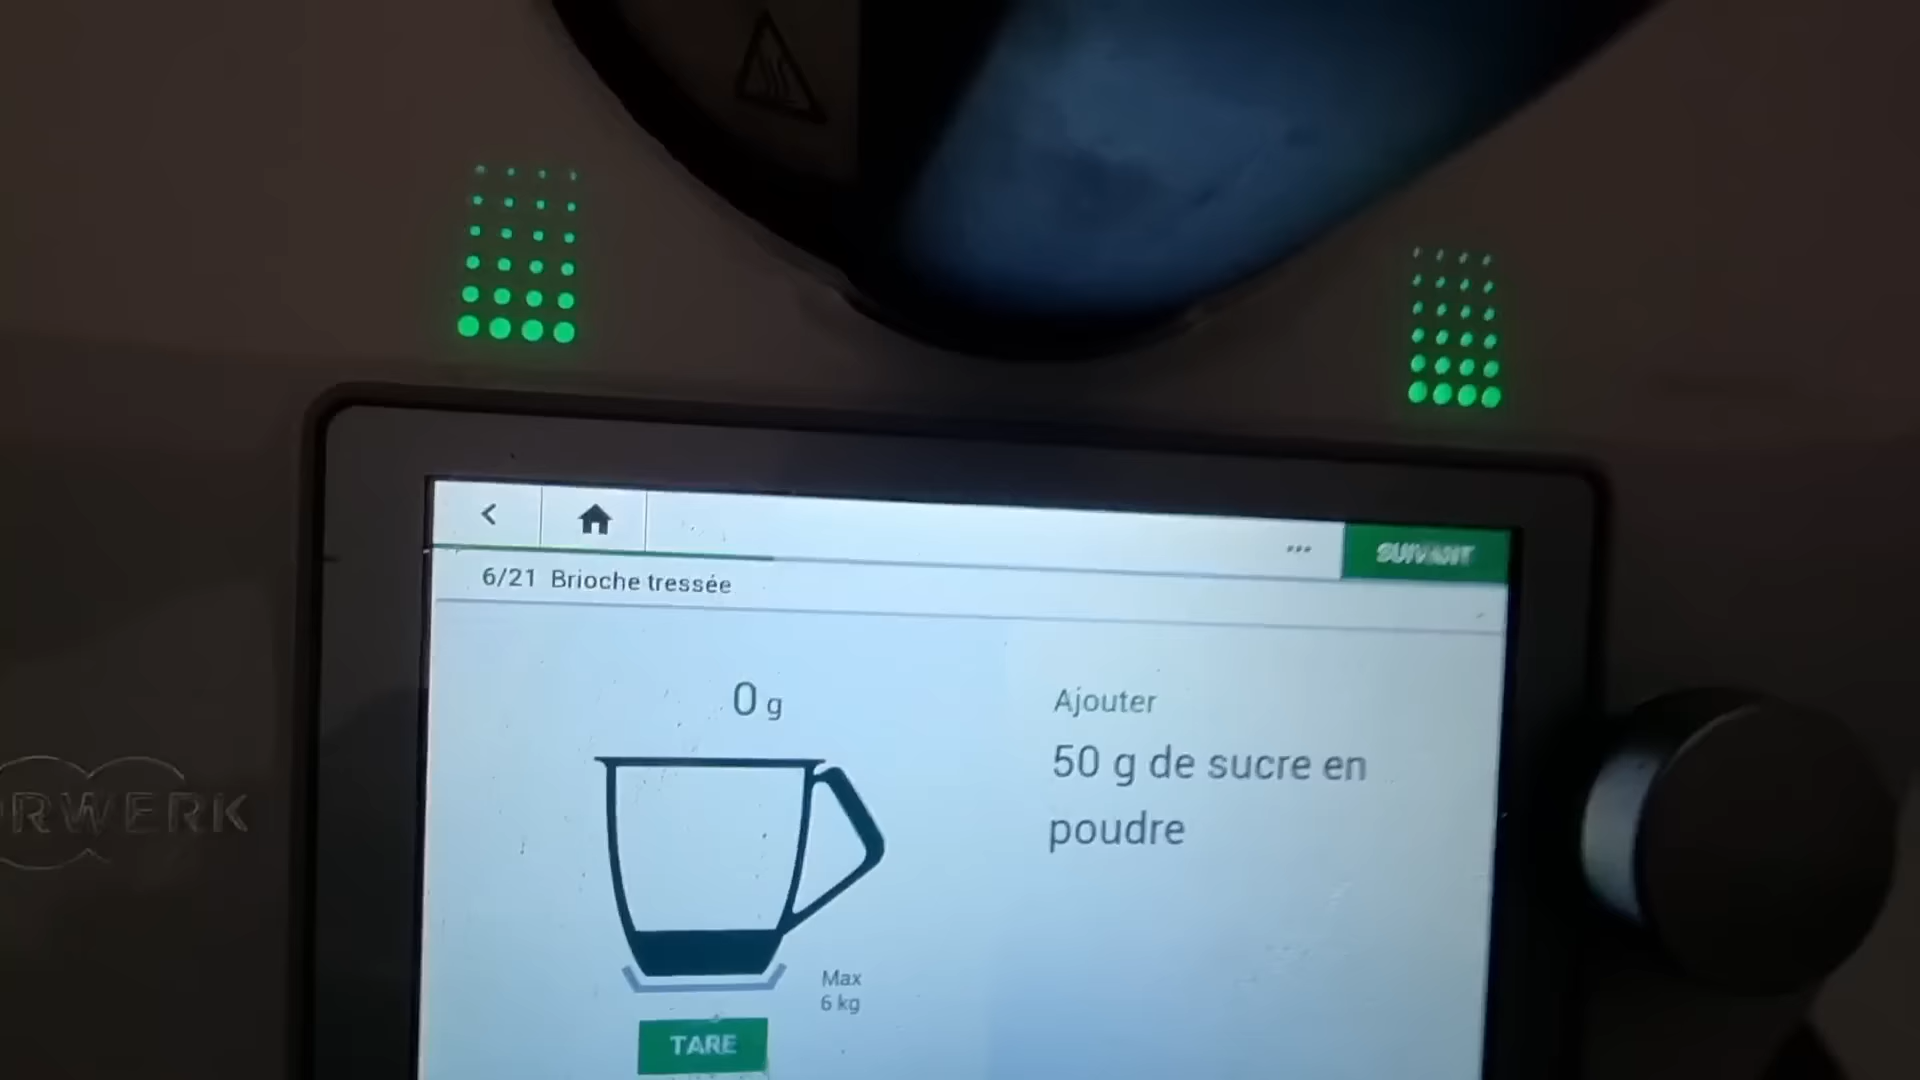 SUIVANT
6/21 Brioche tressée
0 g
Ajouter
50 g de sucre en
poudre
Max
6 kg
TARE
RWERK